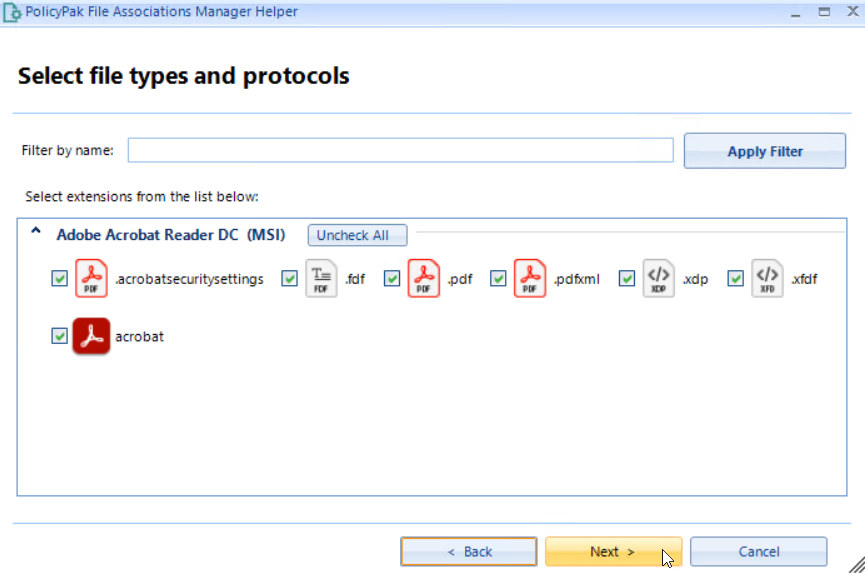 PolicyPak File Associations Manager Helper
Select file types and protocols
Filter by name: Apply Filter
Select extensions from the list below:
Adobe Acrobat Reader DC (MSI) Uncheck All
PDF .acrobatsecuritysettings FDF .fdf PDF .pdf PDF .pdfxml XDP .xdp XFD .xfdf
acrobat
< Back Next > Cancel